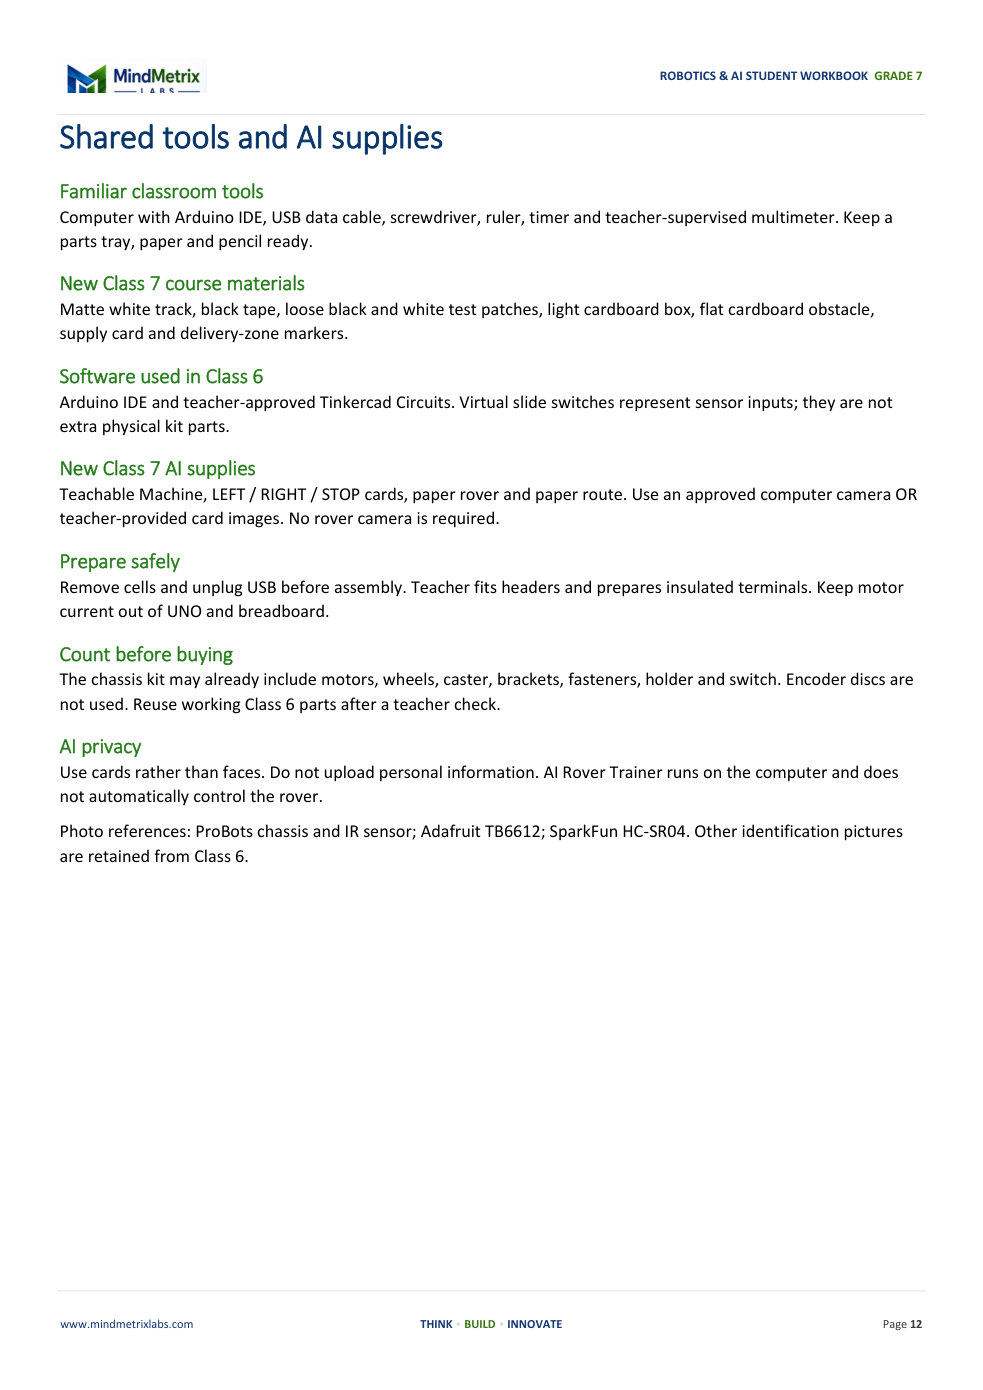 MindMetrix
LABS
ROBOTICS & AI STUDENT WORKBOOK GRADE 7
Shared tools and AI supplies
Familiar classroom tools
Computer with Arduino IDE, USB data cable, screwdriver, ruler, timer and teacher-supervised multimeter. Keep a
parts tray, paper and pencil ready.
New Class 7 course materials
Matte white track, black tape, loose black and white test patches, light cardboard box, flat cardboard obstacle,
supply card and delivery-zone markers.
Software used in Class 6
Arduino IDE and teacher-approved Tinkercad Circuits. Virtual slide switches represent sensor inputs; they are not
extra physical kit parts.
New Class 7 AI supplies
Teachable Machine, LEFT / RIGHT / STOP cards, paper rover and paper route. Use an approved computer camera OR
teacher-provided card images. No rover camera is required.
Prepare safely
Remove cells and unplug USB before assembly. Teacher fits headers and prepares insulated terminals. Keep motor
current out of UNO and breadboard.
Count before buying
The chassis kit may already include motors, wheels, caster, brackets, fasteners, holder and switch. Encoder discs are
not used. Reuse working Class 6 parts after a teacher check.
AI privacy
Use cards rather than faces. Do not upload personal information. AI Rover Trainer runs on the computer and does
not automatically control the rover.
Photo references: ProBots chassis and IR sensor; Adafruit TB6612; SparkFun HC-SR04. Other identification pictures
are retained from Class 6.
www.mindmetrixlabs.com
THINK • BUILD • INNOVATE
Page 12